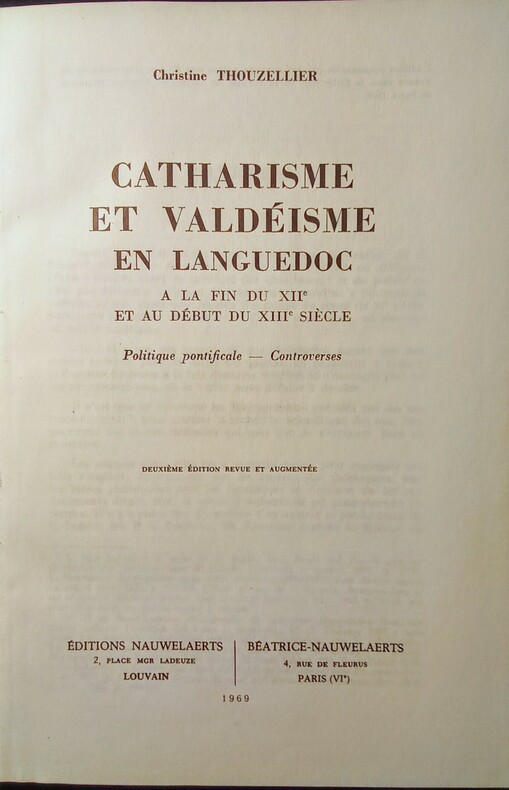 Christine THOUZELLIER
CATHARISME
ET VALDÉISME
EN LANGUEDOC
A LA FIN DU XIIe
ET AU DÉBUT DU XIIIe SIÈCLE
Politique pontificale — Controverses
DEUXIÈME ÉDITION REVUE ET AUGMENTÉE
ÉDITIONS NAUWELAERTS
2, PLACE MGR LADEUZE
LOUVAIN
BÉATRICE-NAUWELAERTS
4, RUE DE FLEURUS
PARIS (VIe)
1969